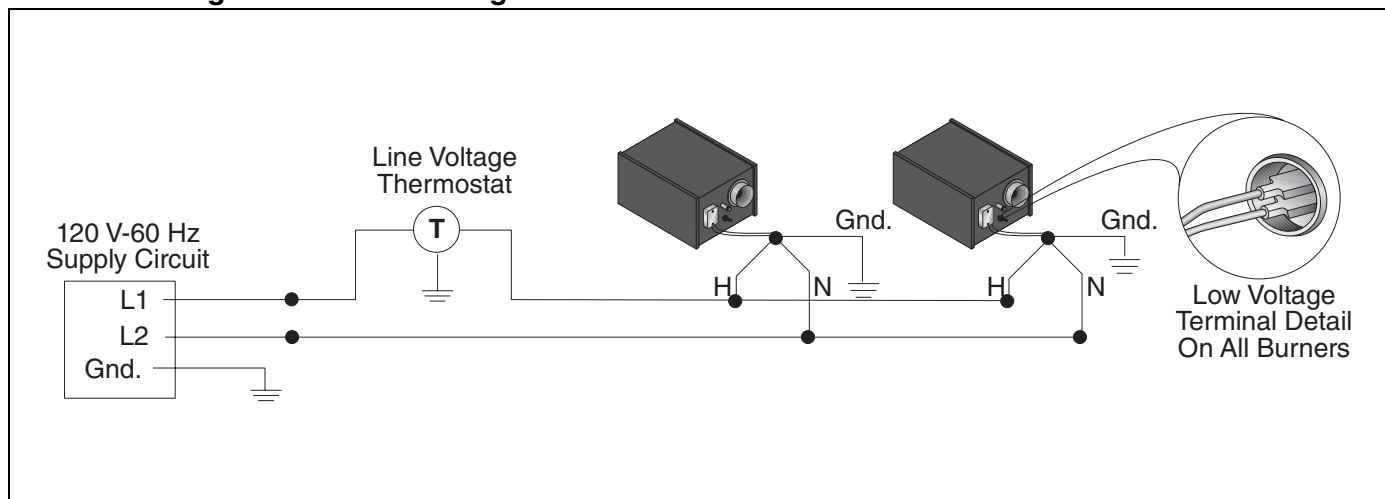 Line Voltage
Thermostat
T
120 V-60 Hz
Supply Circuit
L1
L2
Gnd.
Gnd.
H
N
Gnd.
H
N
Low Voltage
Terminal Detail
On All Burners